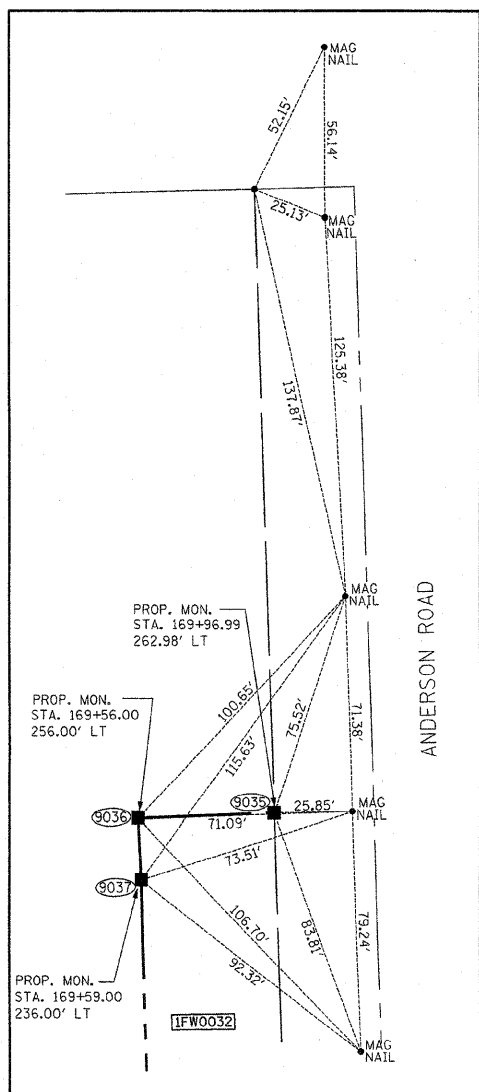 MAG
NAIL
52.15'
56.14'
25.13'
MAG
NAIL
125.38'
137.87'
MAG
NAIL
ANDERSON ROAD
PROP. MON.
STA. 169+96.99
262.98' LT
PROP. MON.
STA. 169+56.00
256.00' LT
100.65'
115.63'
75.52'
71.38'
9036
9035
25.85'
MAG
NAIL
71.09'
73.51'
9037
106.70'
92.32'
83.81'
79.24'
PROP. MON.
STA. 169+59.00
236.00' LT
1FW0032
MAG
NAIL